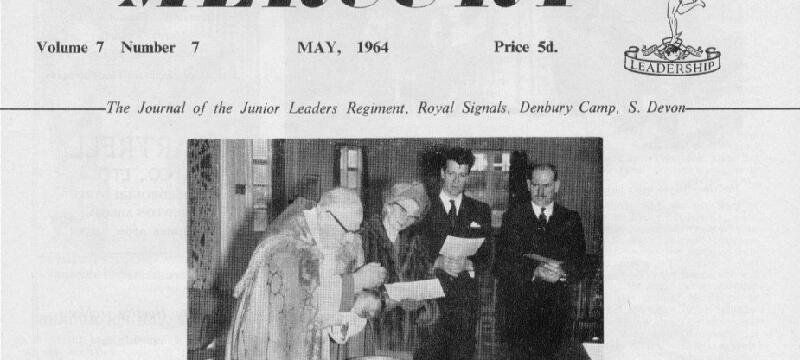 MERCURY
Volume 7 Number 7
MAY, 1964
Price 5d.
LEADERSHIP
The Journal of the Junior Leaders Regiment, Royal Signals, Denbury Camp, S. Devon